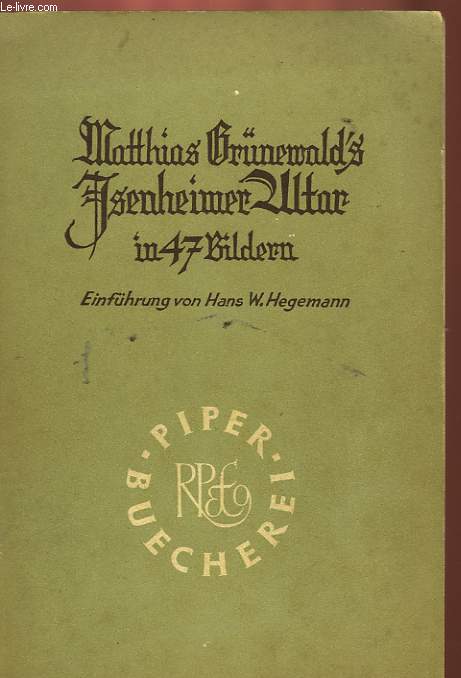 Le-livre.com
Matthias Grünewald's
Isenheimer Altar
in 47 Bildern
Einführung von Hans W. Hegemann
· PIPER · BUECHEREI
RP&Co